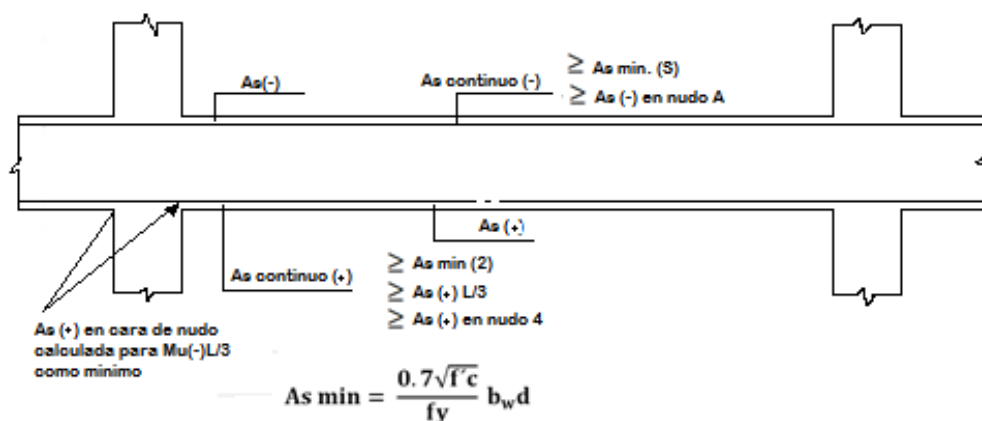 As(-)
As continuo (-)
≥ As min. (S)
≥ As (-) en nudo A
As (+)
As continuo (+)
≥ As min (2)
≥ As (+) L/3
≥ As (+) en nudo 4
As (+) en cara de nudo
calculada para Mu(-)L/3
como minimo
As min = 0.7√f´c / fy b_w d